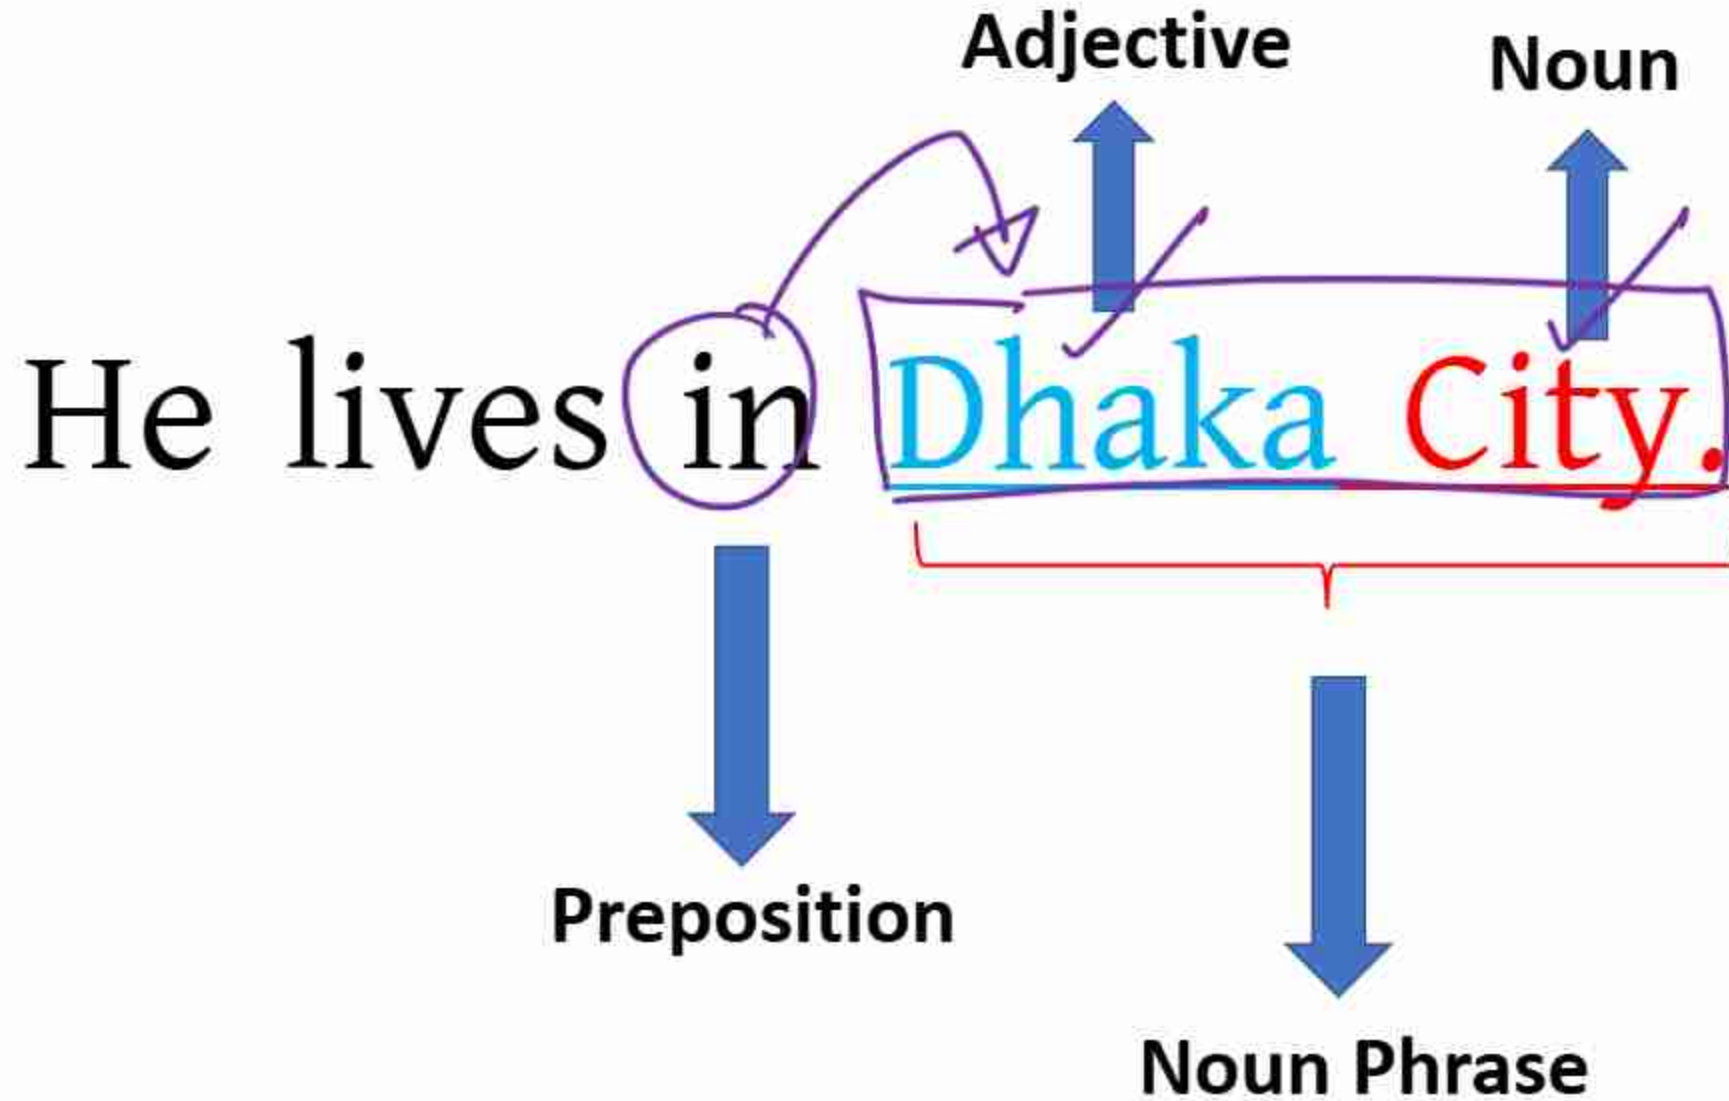 Adjective
Noun
He lives in Dhaka City.
Preposition
Noun Phrase